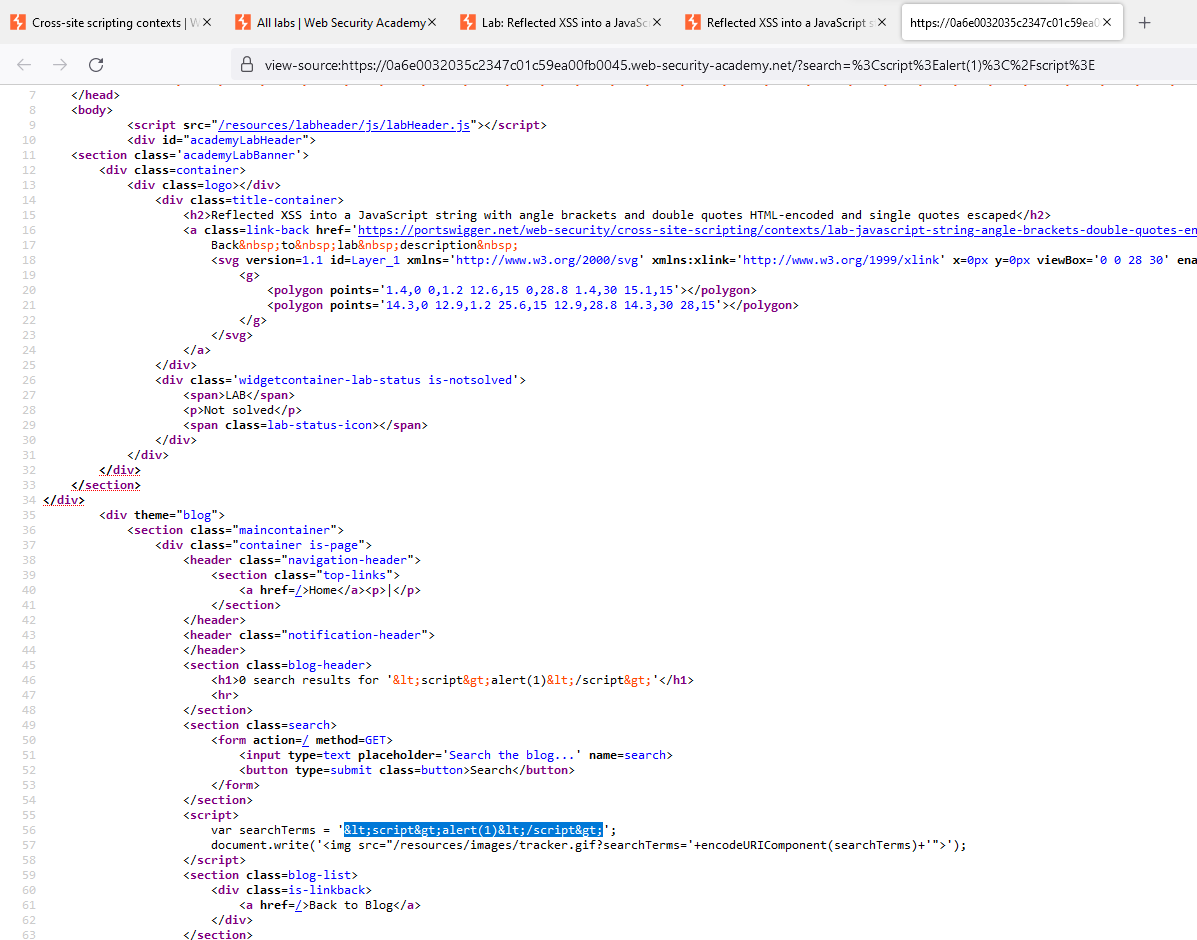 Cross-site scripting contexts | W
All labs | Web Security Academy
Lab: Reflected XSS into a JavaSc
Reflected XSS into a JavaScript s
https://0a6e0032035c2347c01c59ea0
view-source:https://0a6e0032035c2347c01c59ea00fb0045.web-security-academy.net/?search=%3Cscript%3Ealert(1)%3C%2Fscript%3E
7 </head>
8 <body>
9 <script src="/resources/labheader/js/labHeader.js"></script>
10 <div id="academyLabHeader">
11 <section class='academyLabBanner'>
12 <div class=container>
13 <div class=logo></div>
14 <div class=title-container>
15 <h2>Reflected XSS into a JavaScript string with angle brackets and double quotes HTML-encoded and single quotes escaped</h2>
16 <a class=link-back href='https://portswigger.net/web-security/cross-site-scripting/contexts/lab-javascript-string-angle-brackets-double-quotes-en
17 Back&nbsp;to&nbsp;lab&nbsp;description&nbsp;
18 <svg version=1.1 id=Layer_1 xmlns='http://www.w3.org/2000/svg' xmlns:xlink='http://www.w3.org/1999/xlink' x=0px y=0px viewBox='0 0 28 30' ena
19 <g>
20 <polygon points='1.4,0 0,1.2 12.6,15 0,28.8 1.4,30 15.1,15'></polygon>
21 <polygon points='14.3,0 12.9,1.2 25.6,15 12.9,28.8 14.3,30 28,15'></polygon>
22 </g>
23 </svg>
24 </a>
25 </div>
26 <div class='widgetcontainer-lab-status is-notsolved'>
27 <span>LAB</span>
28 <p>Not solved</p>
29 <span class=lab-status-icon></span>
30 </div>
31 </div>
32 </div>
33 </section>
34 </div>
35 <div theme="blog">
36 <section class="maincontainer">
37 <div class="container is-page">
38 <header class="navigation-header">
39 <section class="top-links">
40 <a href=/>Home</a><p>|</p>
41 </section>
42 </header>
43 <header class="notification-header">
44 </header>
45 <section class=blog-header>
46 <h1>0 search results for '&lt;script&gt;alert(1)&lt;/script&gt;'</h1>
47 <hr>
48 </section>
49 <section class=search>
50 <form action=/ method=GET>
51 <input type=text placeholder='Search the blog...' name=search>
52 <button type=submit class=button>Search</button>
53 </form>
54 </section>
55 <script>
56 var searchTerms = '&lt;script&gt;alert(1)&lt;/script&gt;';
57 document.write('<img src="/resources/images/tracker.gif?searchTerms='+encodeURIComponent(searchTerms)+'">');
58 </script>
59 <section class=blog-list>
60 <div class=is-linkback>
61 <a href=/>Back to Blog</a>
62 </div>
63 </section>